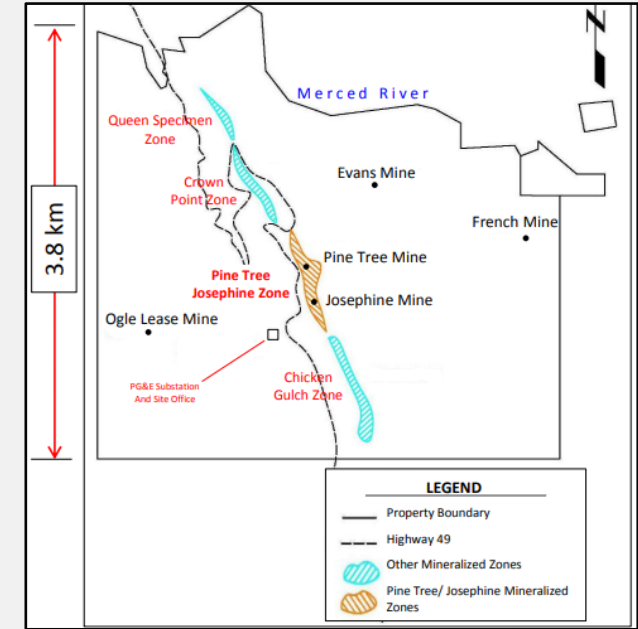 N
Merced River
Queen Specimen
Zone
Evans Mine
Crown
Point Zone
French Mine
3.8 km
Pine Tree Mine
Pine Tree
Josephine Zone
Josephine Mine
Ogle Lease Mine
PG&E Substation
And Site Office
Chicken
Gulch Zone
LEGEND
Property Boundary
Highway 49
Other Mineralized Zones
Pine Tree/ Josephine Mineralized
Zones